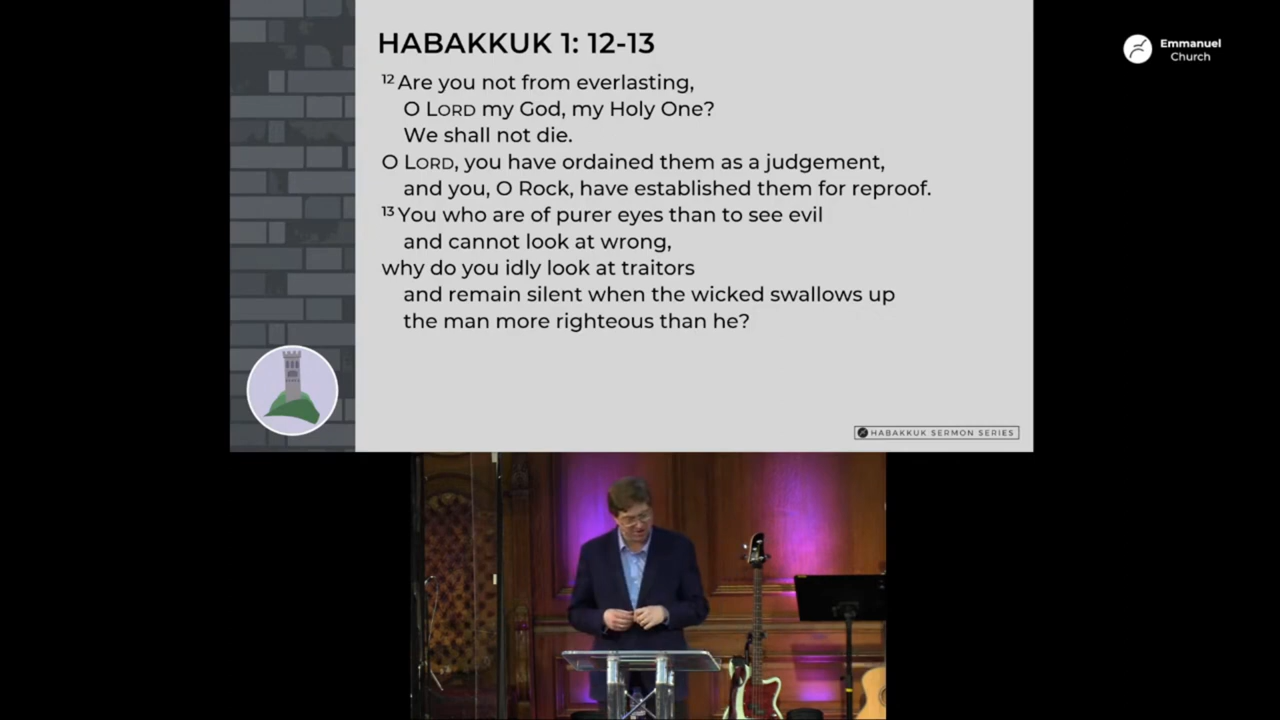 HABAKKUK 1: 12-13
¹² Are you not from everlasting,
O LORD my God, my Holy One?
We shall not die.
O LORD, you have ordained them as a judgement,
and you, O Rock, have established them for reproof.
¹³ You who are of purer eyes than to see evil
and cannot look at wrong,
why do you idly look at traitors
and remain silent when the wicked swallows up
the man more righteous than he?
HABAKKUK SERMON SERIES
Emmanuel
Church